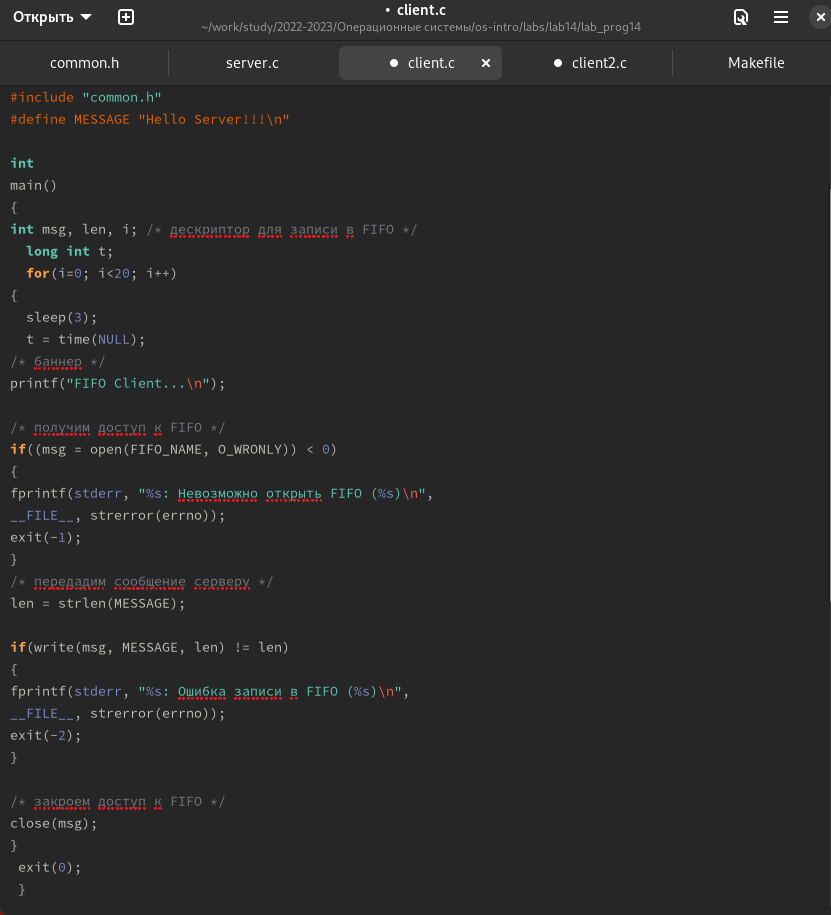 Открыть
• client.c
~/work/study/2022-2023/Операционные системы/os-intro/labs/lab14/lab_prog14
common.h
server.c
● client.c
● client2.c
Makefile
#include "common.h"
#define MESSAGE "Hello Server!!!\n"
int
main()
{
int msg, len, i; /* дескриптор для записи в FIFO */
long int t;
for(i=0; i<20; i++)
{
sleep(3);
t = time(NULL);
/* баннер */
printf("FIFO Client...\n");
/* получим доступ к FIFO */
if((msg = open(FIFO_NAME, O_WRONLY)) < 0)
{
fprintf(stderr, "%s: Невозможно открыть FIFO (%s)\n",
__FILE__, strerror(errno));
exit(-1);
}
/* передадим сообщение серверу */
len = strlen(MESSAGE);
if(write(msg, MESSAGE, len) != len)
{
fprintf(stderr, "%s: Ошибка записи в FIFO (%s)\n",
__FILE__, strerror(errno));
exit(-2);
}
/* закроем доступ к FIFO */
close(msg);
}
exit(0);
}